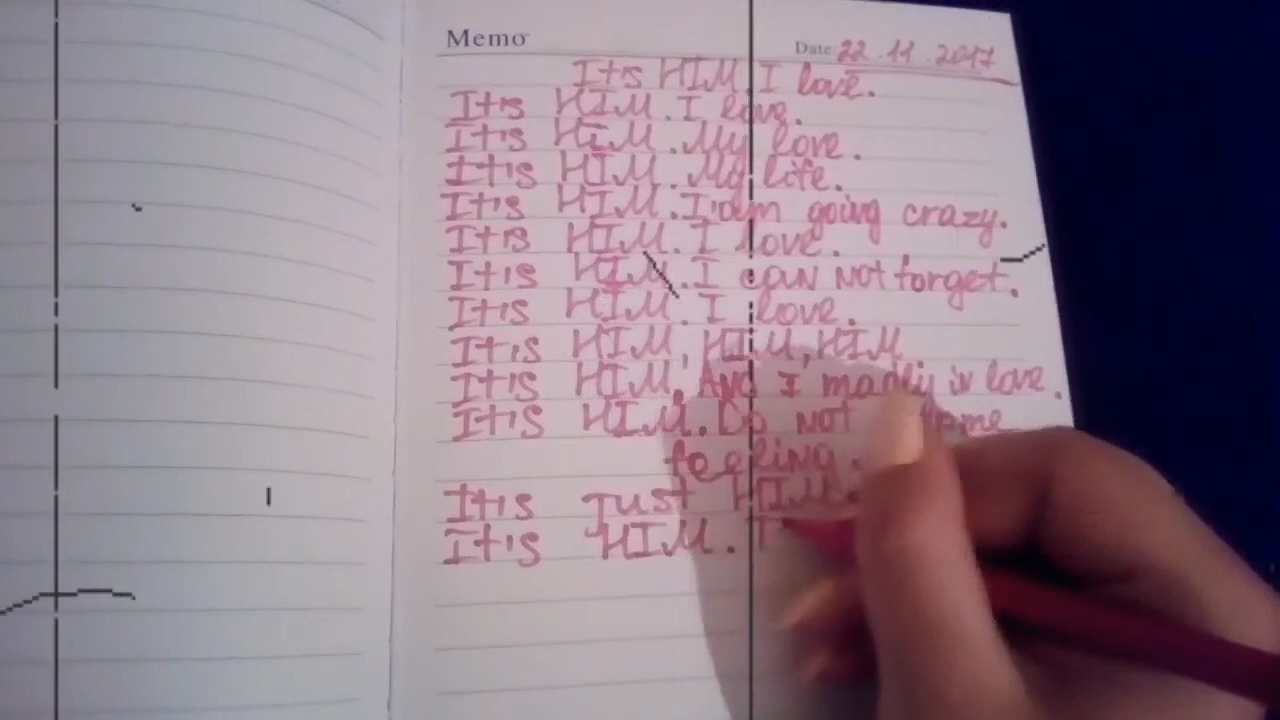 Memo
Date: 22.11.2017
It's HIM. I love.
It's HIM. I love.
It's HIM. My love.
It's HIM. My life.
It's HIM. I'am going crazy.
It's HIM. I love.
It's HIM. I can not forget.
It's HIM. I love.
It's HIM, HIM, HIM
It's HIM. And I madly in love.
It's HIM. Do not
feeling.
It's just HIM.
It's HIM. I